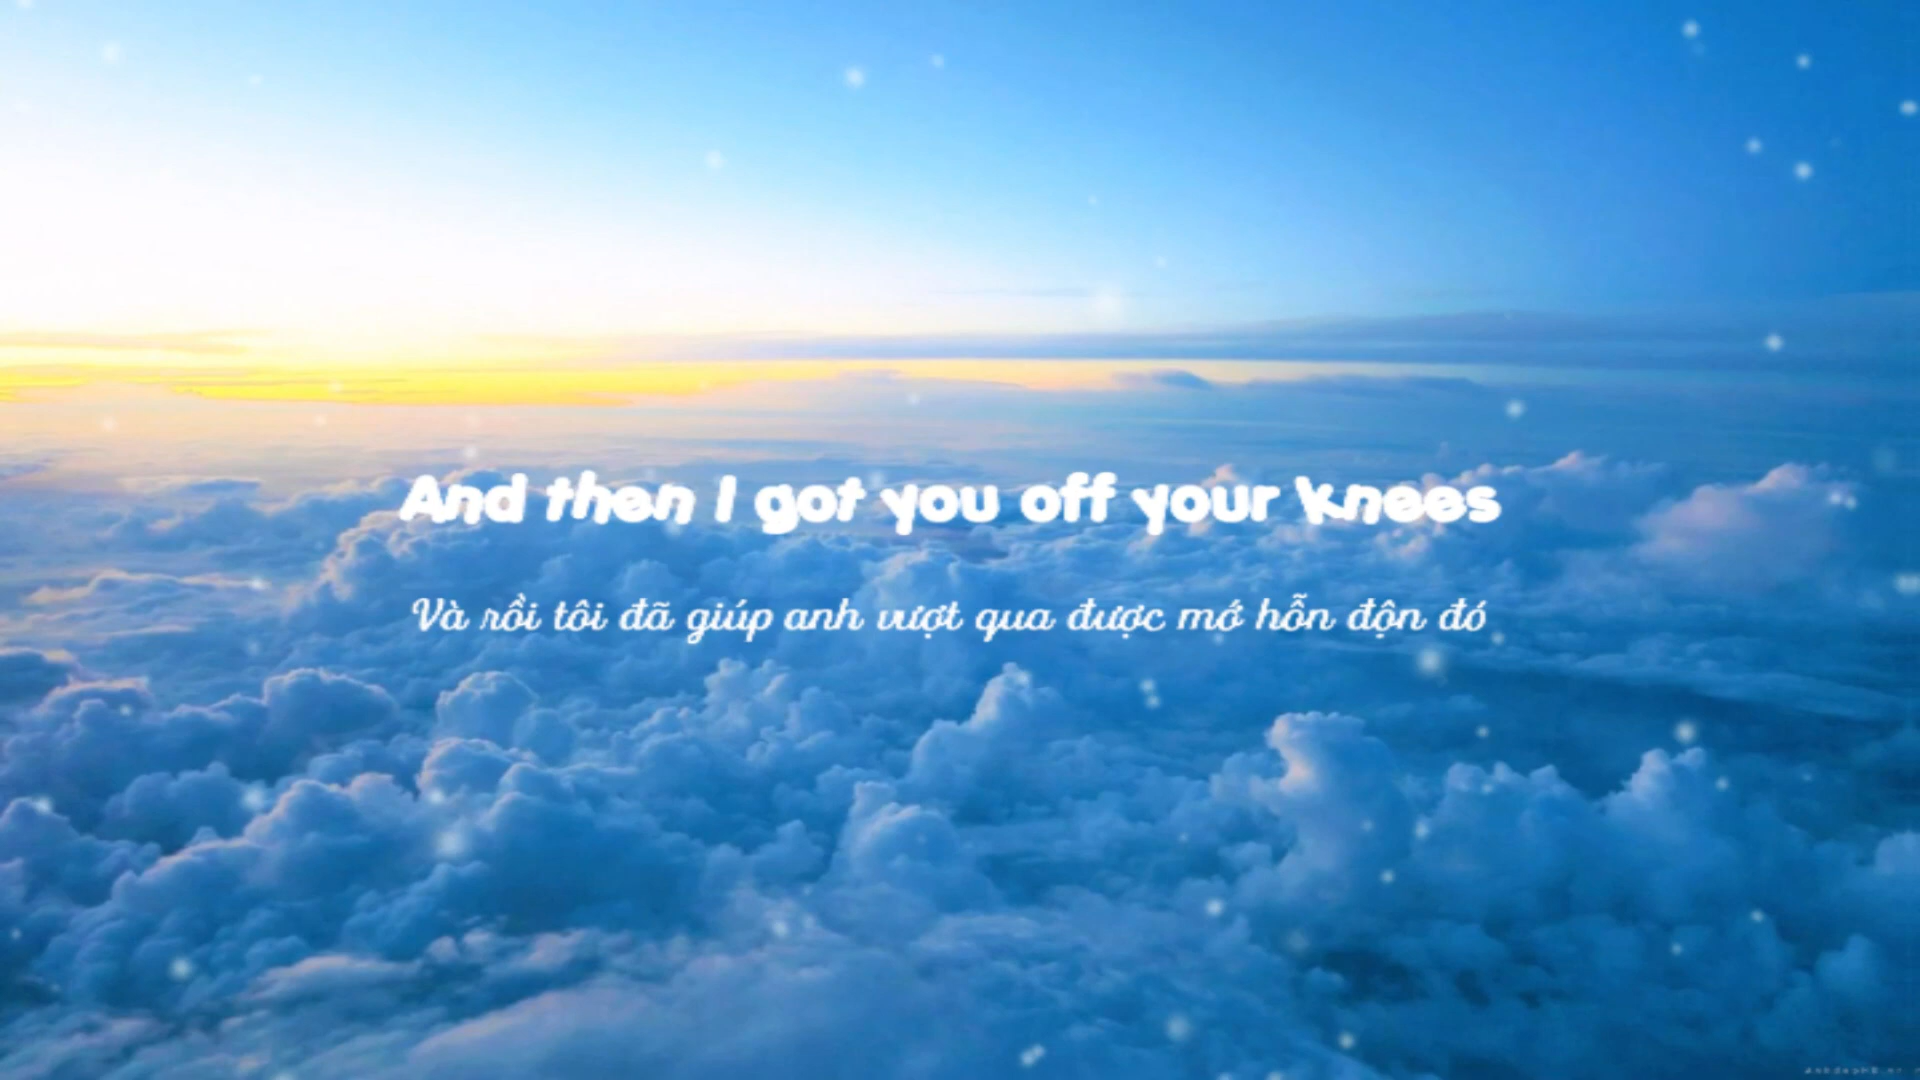 And then I got you off your knees
Và rồi tôi đã giúp anh vượt qua được mớ hỗn độn đó